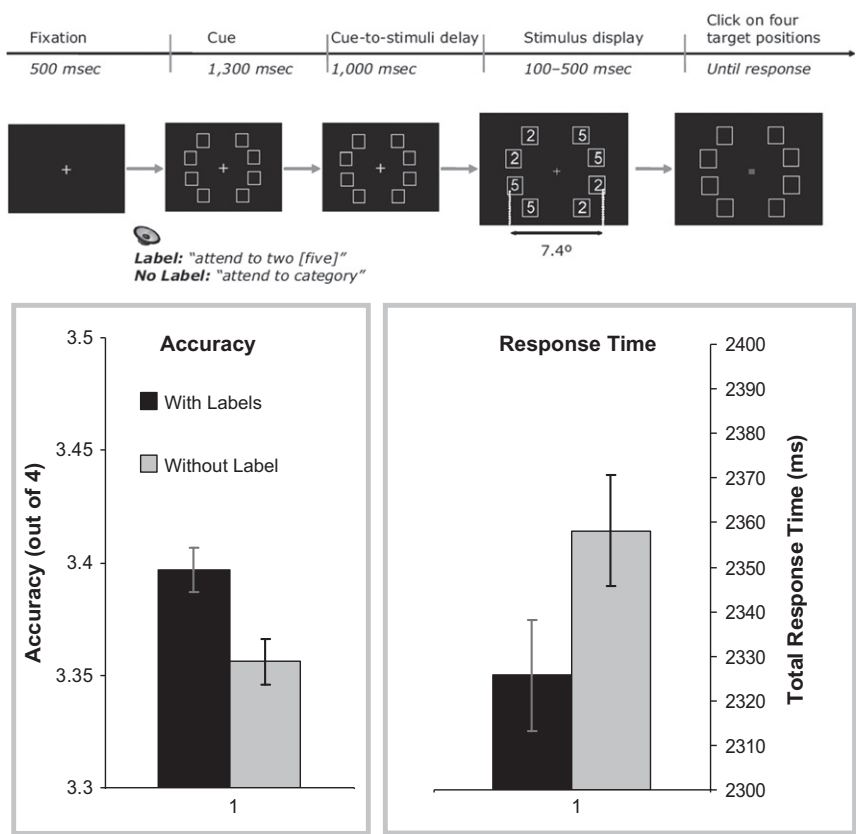 Fixation
Cue
Cue-to-stimuli delay
Stimulus display
Click on four
target positions
500 msec
1,300 msec
1,000 msec
100–500 msec
Until response
2 5
2 5
5 2
5 2
7.4º
Label: “attend to two [five]”
No Label: “attend to category”
Accuracy
With Labels
Without Label
Accuracy (out of 4)
3.5
3.45
3.4
3.35
3.3
1
Response Time
2400
2390
2380
2370
2360
2350
2340
2330
2320
2310
2300
Total Response Time (ms)
1